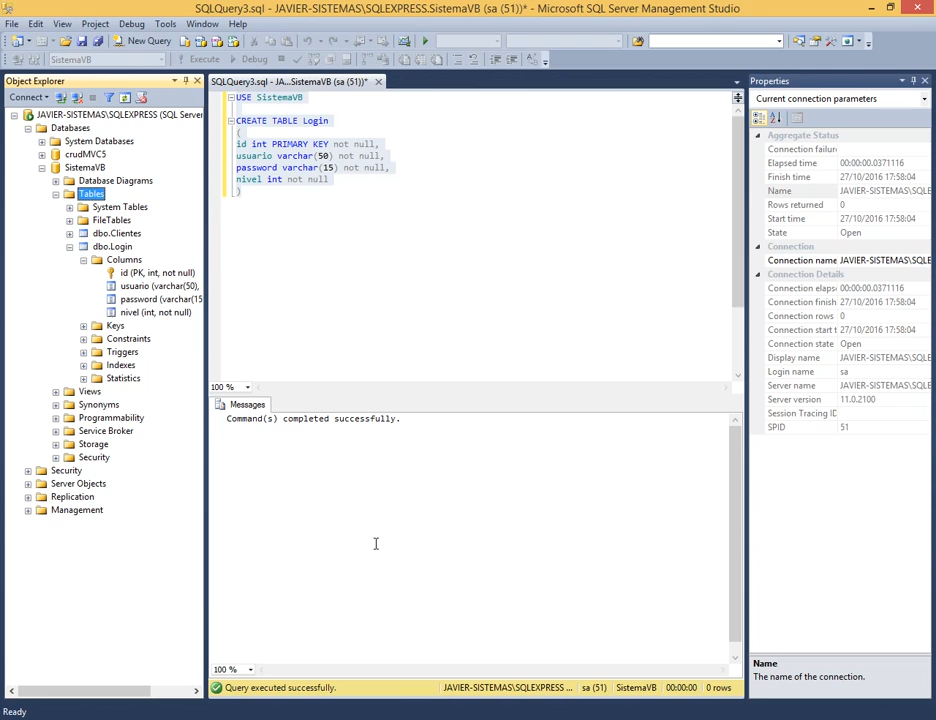 SQLQuery3.sql - JAVIER-SISTEMAS\SQLEXPRESS.SistemaVB (sa (51))* - Microsoft SQL Server Management Studio
File Edit View Project Debug Tools Window Help
New Query
SistemaVB
Execute
Debug
Object Explorer
Connect
JAVIER-SISTEMAS\SQLEXPRESS (SQL Server
Databases
System Databases
crudMVC5
SistemaVB
Database Diagrams
Tables
System Tables
FileTables
dbo.Clientes
dbo.Login
Columns
id (PK, int, not null)
usuario (varchar(50),
password (varchar(15
nivel (int, not null)
Keys
Constraints
Triggers
Indexes
Statistics
Views
Synonyms
Programmability
Service Broker
Storage
Security
Security
Server Objects
Replication
Management
SQLQuery3.sql - JA...SistemaVB (sa (51))*
USE SistemaVB
CREATE TABLE Login
(
id int PRIMARY KEY not null,
usuario varchar(50) not null,
password varchar(15) not null,
nivel int not null
)
100 %
Messages
Command(s) completed successfully.
100 %
Query executed successfully.
JAVIER-SISTEMAS\SQLEXPRESS ... sa (51) SistemaVB 00:00:00 0 rows
Properties
Current connection parameters
Aggregate Status
Connection failure
Elapsed time 00:00:00.0371116
Finish time 27/10/2016 17:58:04
Name JAVIER-SISTEMAS\SQLE
Rows returned 0
Start time 27/10/2016 17:58:04
State Open
Connection
Connection name JAVIER-SISTEMAS\SQLE
Connection Details
Connection elaps 00:00:00.0371116
Connection finish 27/10/2016 17:58:04
Connection rows 0
Connection start t 27/10/2016 17:58:04
Connection state Open
Display name JAVIER-SISTEMAS\SQLE
Login name sa
Server name JAVIER-SISTEMAS\SQLE
Server version 11.0.2100
Session Tracing ID
SPID 51
Name
The name of the connection.
Ready